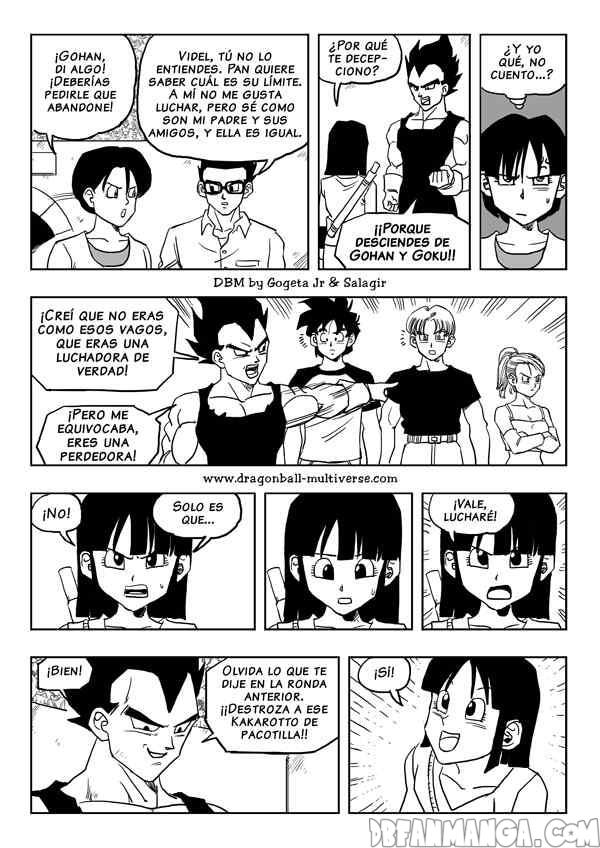 ¡GOHAN,
DI ALGO!
¡DEBERÍAS
PEDIRLE QUE
ABANDONE!
VIDEL, TÚ NO LO
ENTIENDES. PAN QUIERE
SABER CUÁL ES SU LÍMITE.
A MÍ NO ME GUSTA
LUCHAR, PERO SÉ COMO
SON MI PADRE Y SUS
AMIGOS, Y ELLA ES IGUAL.
¿POR QUÉ
TE DECEP-
CIONO?
¡¡PORQUE
DESCIENDES DE
GOHAN Y GOKU!!
¿Y YO
QUÉ, NO
CUENTO...?
DBM by Gogeta Jr & Salagir
¡CREÍ QUE NO ERAS
COMO ESOS VAGOS,
QUE ERAS UNA
LUCHADORA DE
VERDAD!
¡PERO ME
EQUIVOCABA,
ERES UNA
PERDEDORA!
www.dragonball-multiverse.com
¡NO!
SOLO ES
QUE...
¡VALE,
LUCHARÉ!
¡BIEN!
OLVIDA LO QUE TE
DIJE EN LA RONDA
ANTERIOR.
¡¡DESTROZA A ESE
KAKAROTTO DE
PACOTILLA!!
¡SÍ!
DBFANMANGA.COM